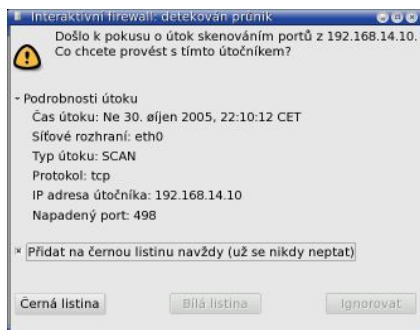 Interaktivní firewall: detekován průnik
Došlo k pokusu o útok skenováním portů z 192.168.14.10.
Co chcete provést s tímto útočníkem?
Podrobnosti útoku
Čas útoku: Ne 30. øíjen 2005, 22:10:12 CET
Síťové rozhraní: eth0
Typ útoku: SCAN
Protokol: tcp
IP adresa útočníka: 192.168.14.10
Napadený port: 498
Přidat na černou listinu navždy (už se nikdy neptat)
Černá listina Bílá listina Ignorovat